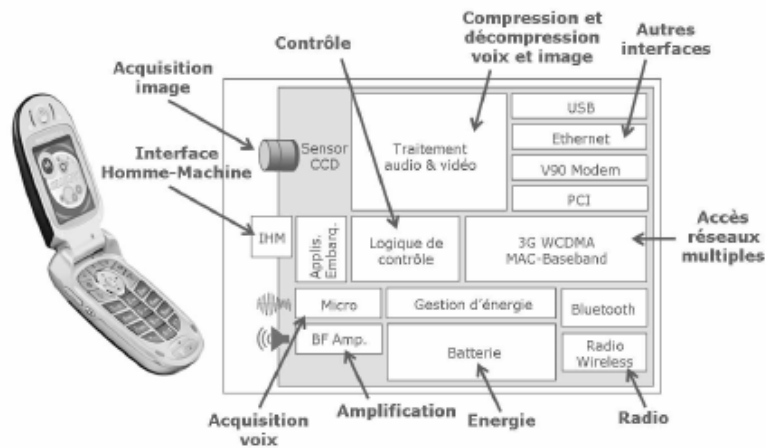 Compression et
décompression
voix et image
Contrôle
Autres
interfaces
Acquisition
image
Interface
Homme-Machine
Sensor
CCD
Traitement
audio & vidéo
USB
Ethernet
V90 Modem
PCI
IHM
Applis.
Embarq.
Logique de
contrôle
3G WCDMA
MAC-Baseband
Accès
réseaux
multiples
Micro
Gestion d'énergie
Bluetooth
BF Amp.
Batterie
Radio
Wireless
Acquisition
voix
Amplification
Energie
Radio